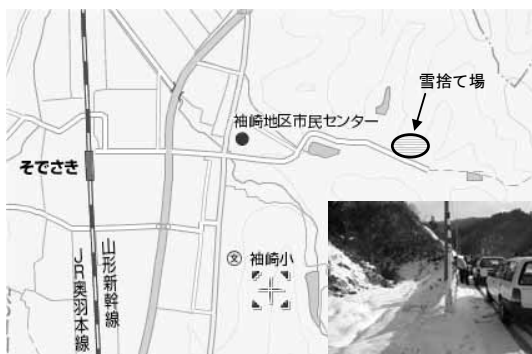 雪捨て場
袖崎地区市民センター
そでさき
文 袖崎小
山形新幹線
JR奥羽本線